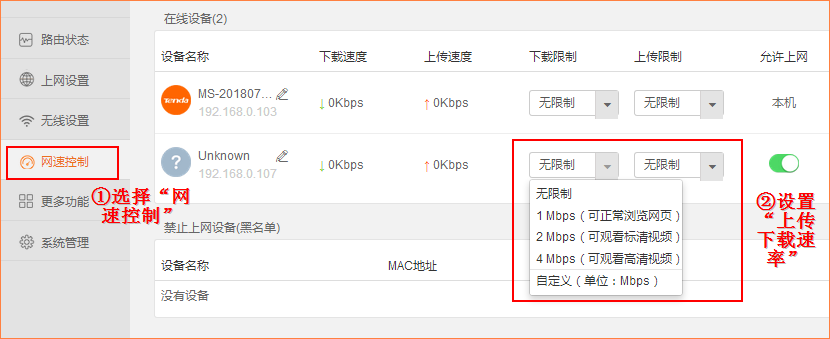 在线设备(2)
路由状态
上网设置
无线设置
网速控制
更多功能
系统管理
①选择“网
速控制”
设备名称 下载速度 上传速度 下载限制 上传限制 允许上网
Tenda
MS-201807...
192.168.0.103
↓ 0Kbps ↑ 0Kbps 无限制 无限制 本机
?
Unknown
192.168.0.107
↓ 0Kbps ↑ 0Kbps 无限制 无限制
无限制
1 Mbps（可正常浏览网页）
2 Mbps（可观看标清视频）
4 Mbps（可观看高清视频）
自定义（单位：Mbps）
②设置
“上传
下载速
率”
禁止上网设备(黑名单)
设备名称 MAC地址
没有设备